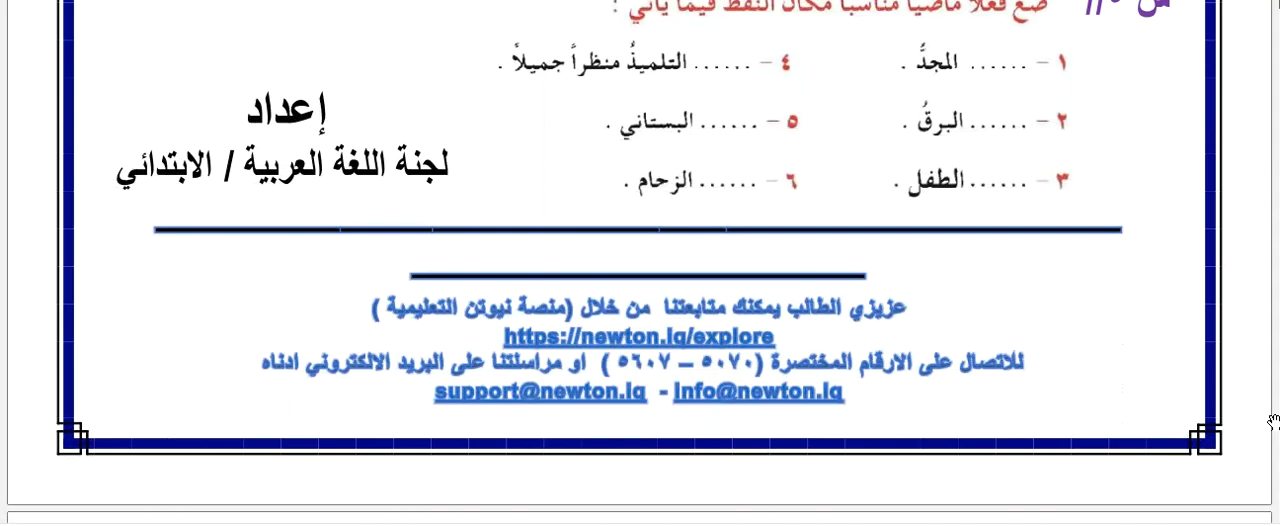 ضع فعلاً ماضياً مناسباً مكان النقط فيما يأتي :
١ - ...... المجدُّ .
٢ - ...... البرقُ .
٣ - ...... الطفل .
٤ - ...... التلميذُ منظراً جميلاً .
٥ - ...... البستاني .
٦ - ...... الزحام .
إعداد
لجنة اللغة العربية / الابتدائي
عزيزي الطالب يمكنك متابعتنا من خلال (منصة نيوتن التعليمية )
https://newton.iq/explore
للاتصال على الارقام المختصرة (٥٠٧٠ – ٥٦٠٧ ) او مراسلتنا على البريد الالكتروني ادناه
support@newton.iq - info@newton.iq